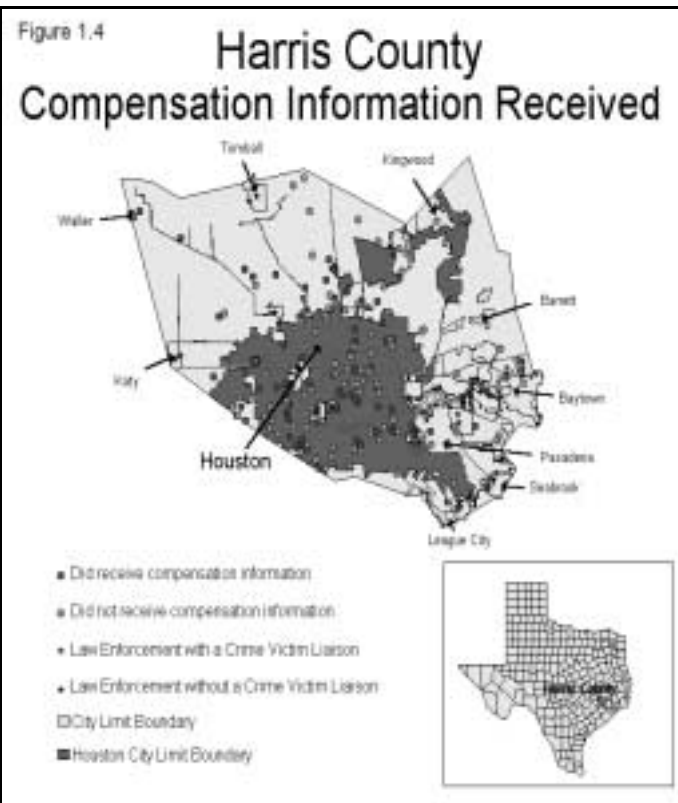 Figure 1.4
Harris County
Compensation Information Received
Tomball
Kingwood
Waller
Barrett
Katy
Baytown
Houston
Pasadena
Seabrook
League City
Did receive compensation information
Did not receive compensation information
Law Enforcement with a Crime Victim Liaison
Law Enforcement without a Crime Victim Liaison
City Limit Boundary
Houston City Limit Boundary
Harris County